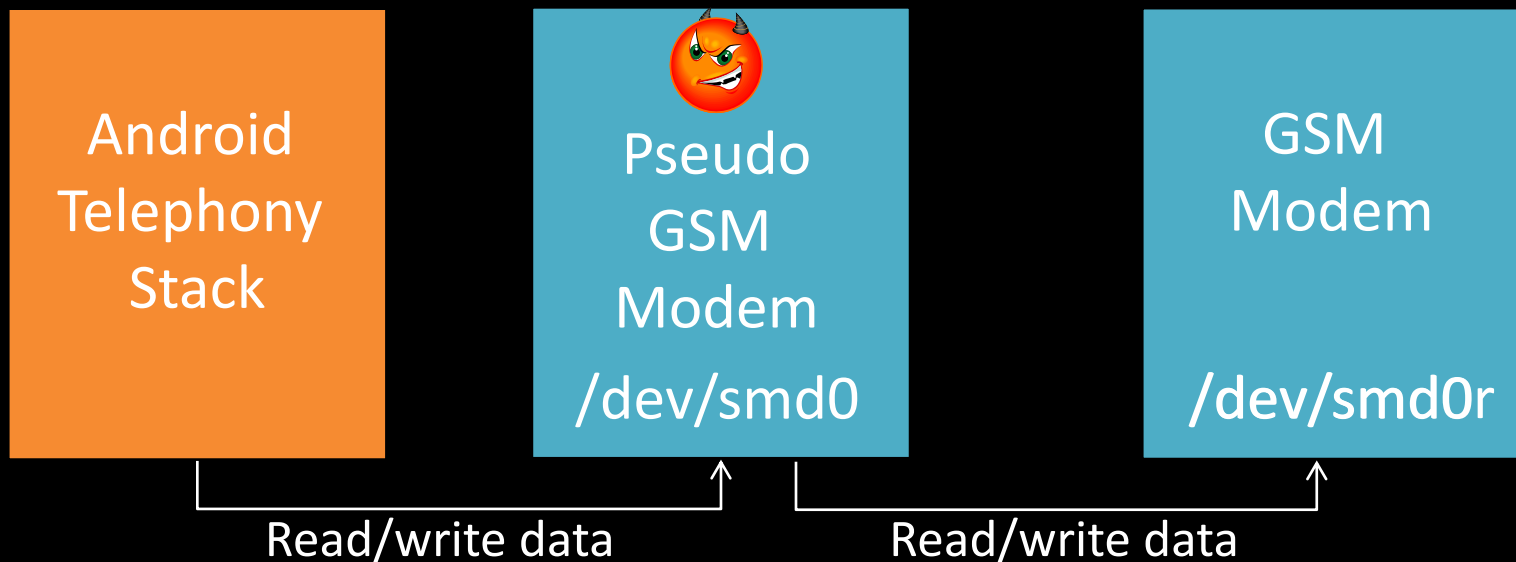 Android
Telephony
Stack
Pseudo
GSM
Modem
/dev/smd0
GSM
Modem
/dev/smd0r
Read/write data
Read/write data